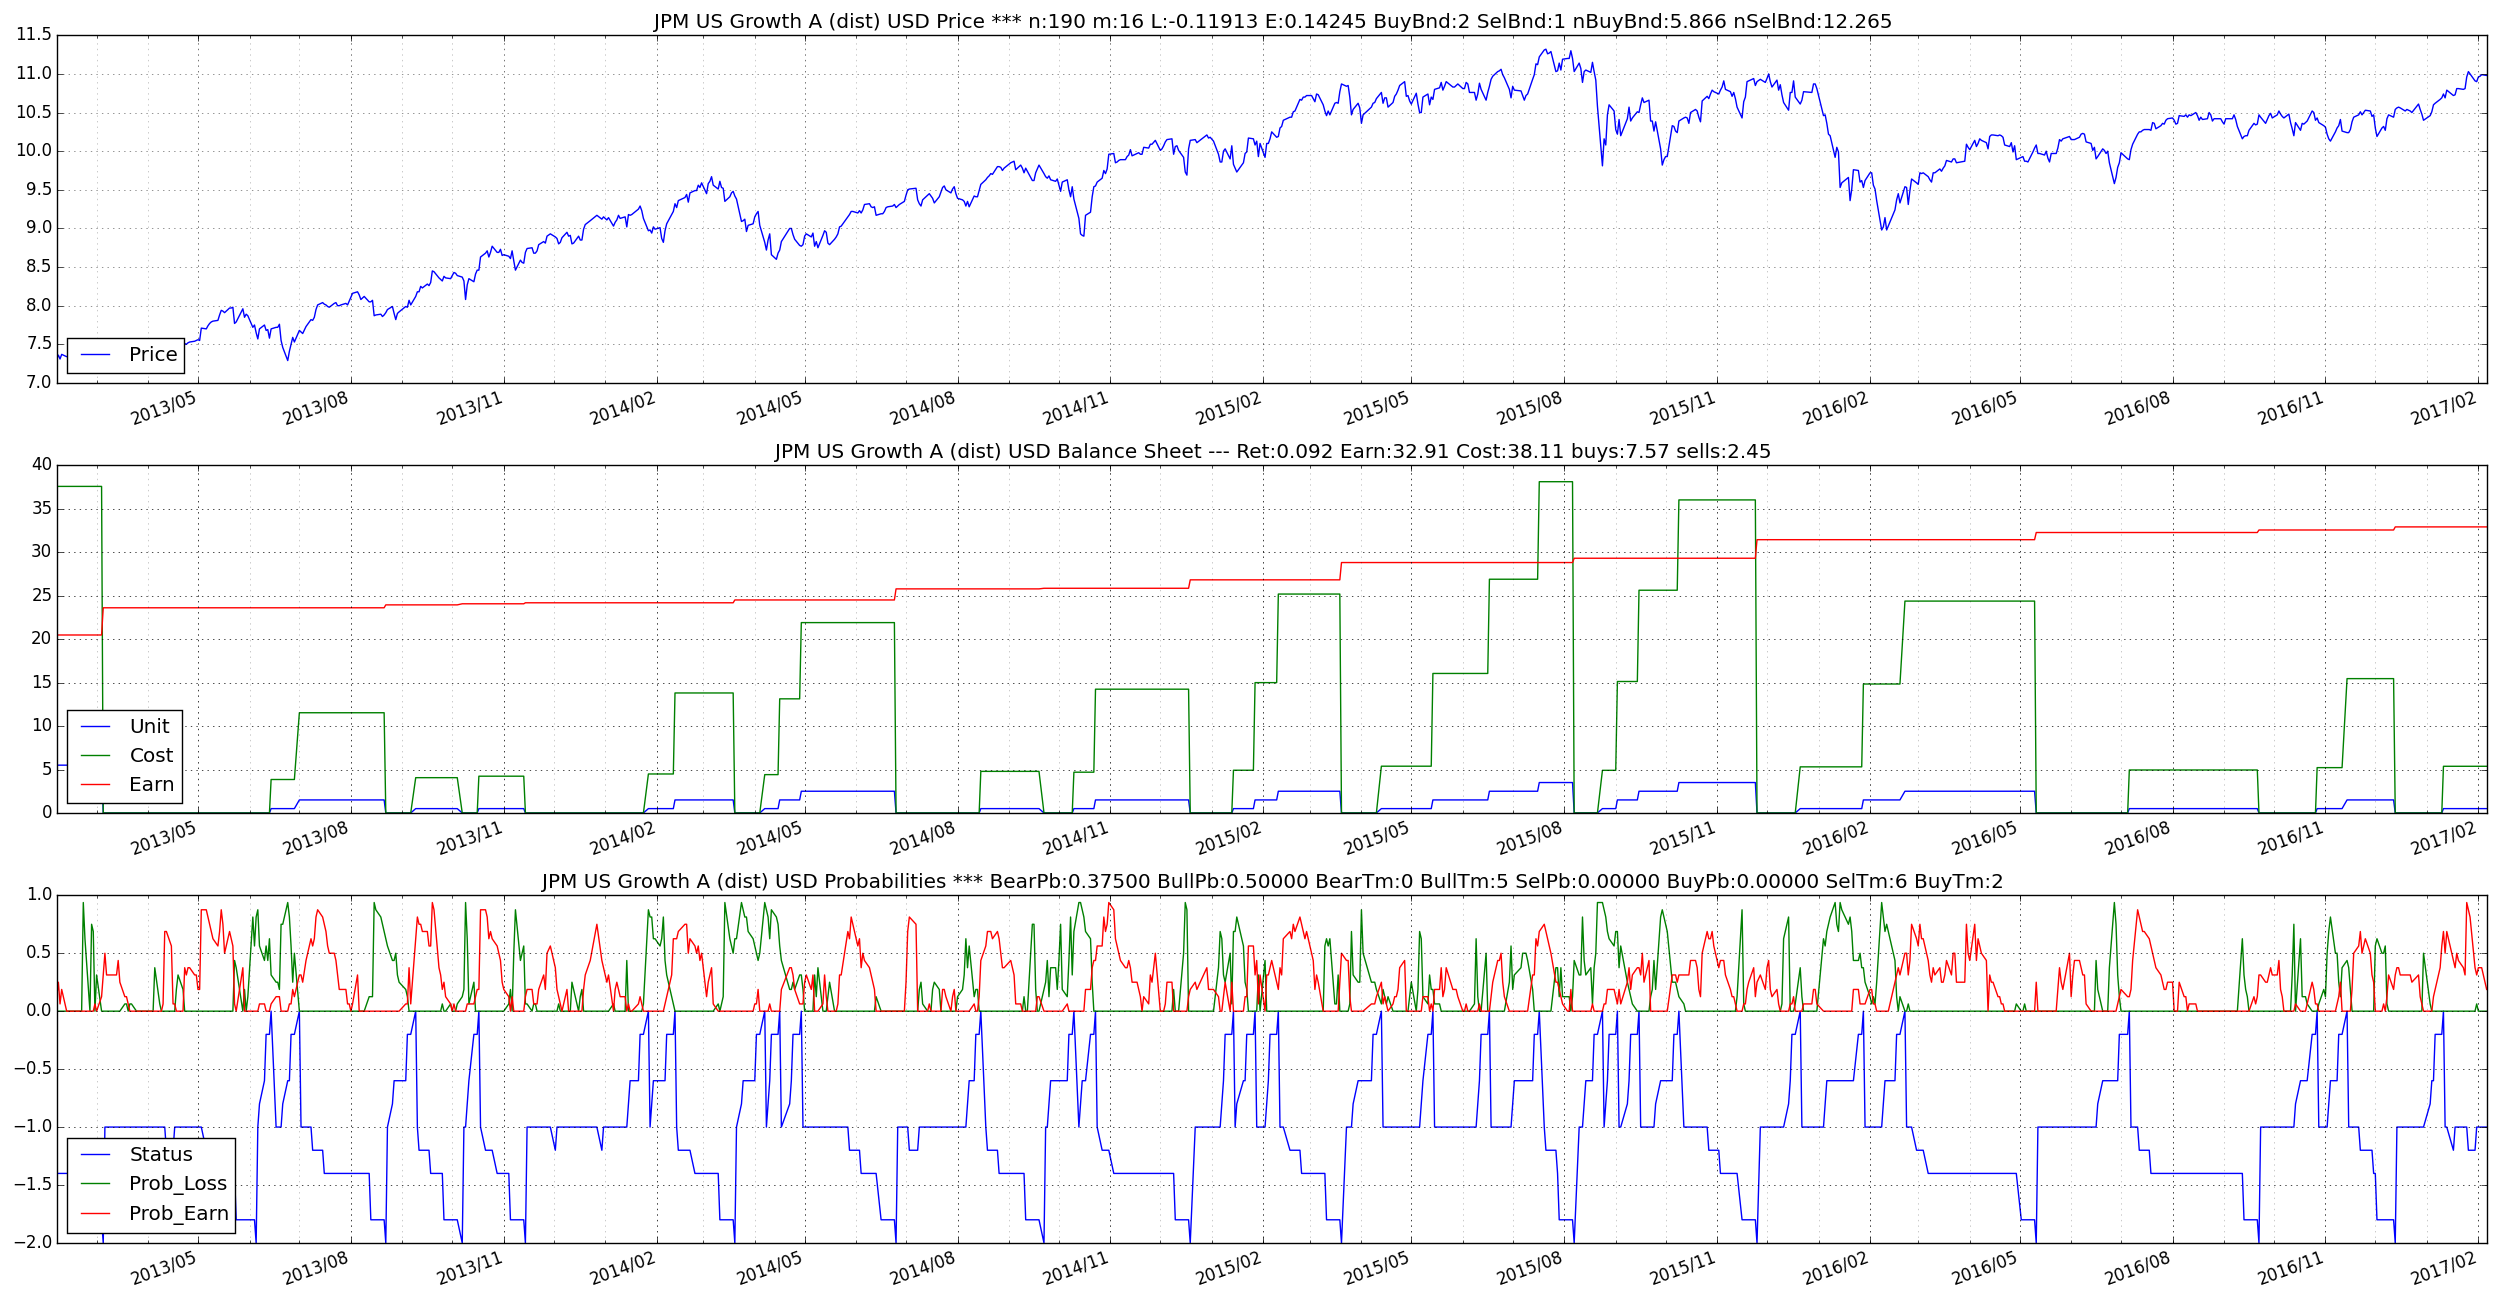 JPM US Growth A (dist) USD Price *** n:190 m:16 L:-0.11913 E:0.14245 BuyBnd:2 SelBnd:1 nBuyBnd:5.866 nSelBnd:12.265
11.5
11.0
10.5
10.0
9.5
9.0
8.5
8.0
7.5
7.0
Price
2013/05 2013/08 2013/11 2014/02 2014/05 2014/08 2014/11 2015/02 2015/05 2015/08 2015/11 2016/02 2016/05 2016/08 2016/11 2017/02
JPM US Growth A (dist) USD Balance Sheet --- Ret:0.092 Earn:32.91 Cost:38.11 buys:7.57 sells:2.45
40
35
30
25
20
15
10
5
0
Unit
Cost
Earn
2013/05 2013/08 2013/11 2014/02 2014/05 2014/08 2014/11 2015/02 2015/05 2015/08 2015/11 2016/02 2016/05 2016/08 2016/11 2017/02
JPM US Growth A (dist) USD Probabilities *** BearPb:0.37500 BullPb:0.50000 BearTm:0 BullTm:5 SelPb:0.00000 BuyPb:0.00000 SelTm:6 BuyTm:2
1.0
0.5
0.0
−0.5
−1.0
−1.5
−2.0
Status
Prob_Loss
Prob_Earn
2013/05 2013/08 2013/11 2014/02 2014/05 2014/08 2014/11 2015/02 2015/05 2015/08 2015/11 2016/02 2016/05 2016/08 2016/11 2017/02